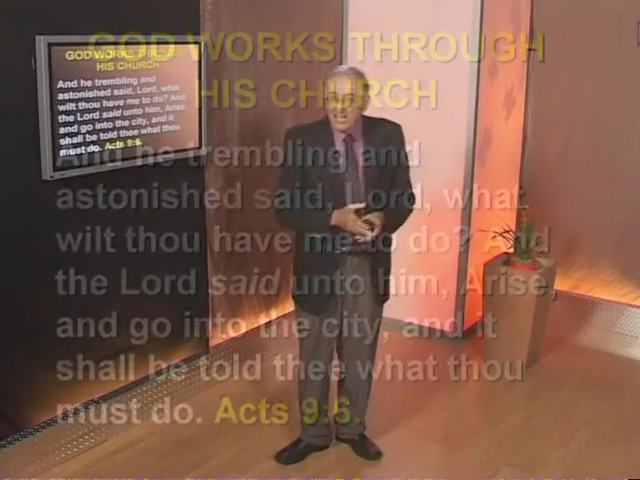 GOD WORKS THROUGH
HIS CHURCH
And he trembling and
astonished said, Lord, what
wilt thou have me to do? And
the Lord said unto him, Arise,
and go into the city, and it
shall be told thee what thou
must do. Acts 9:6.
GOD WORKS THROUGH
HIS CHURCH
And he trembling and
astonished said, Lord, what
wilt thou have me to do? And
the Lord said unto him, Arise,
and go into the city, and it
shall be told thee what thou
must do. Acts 9:6.